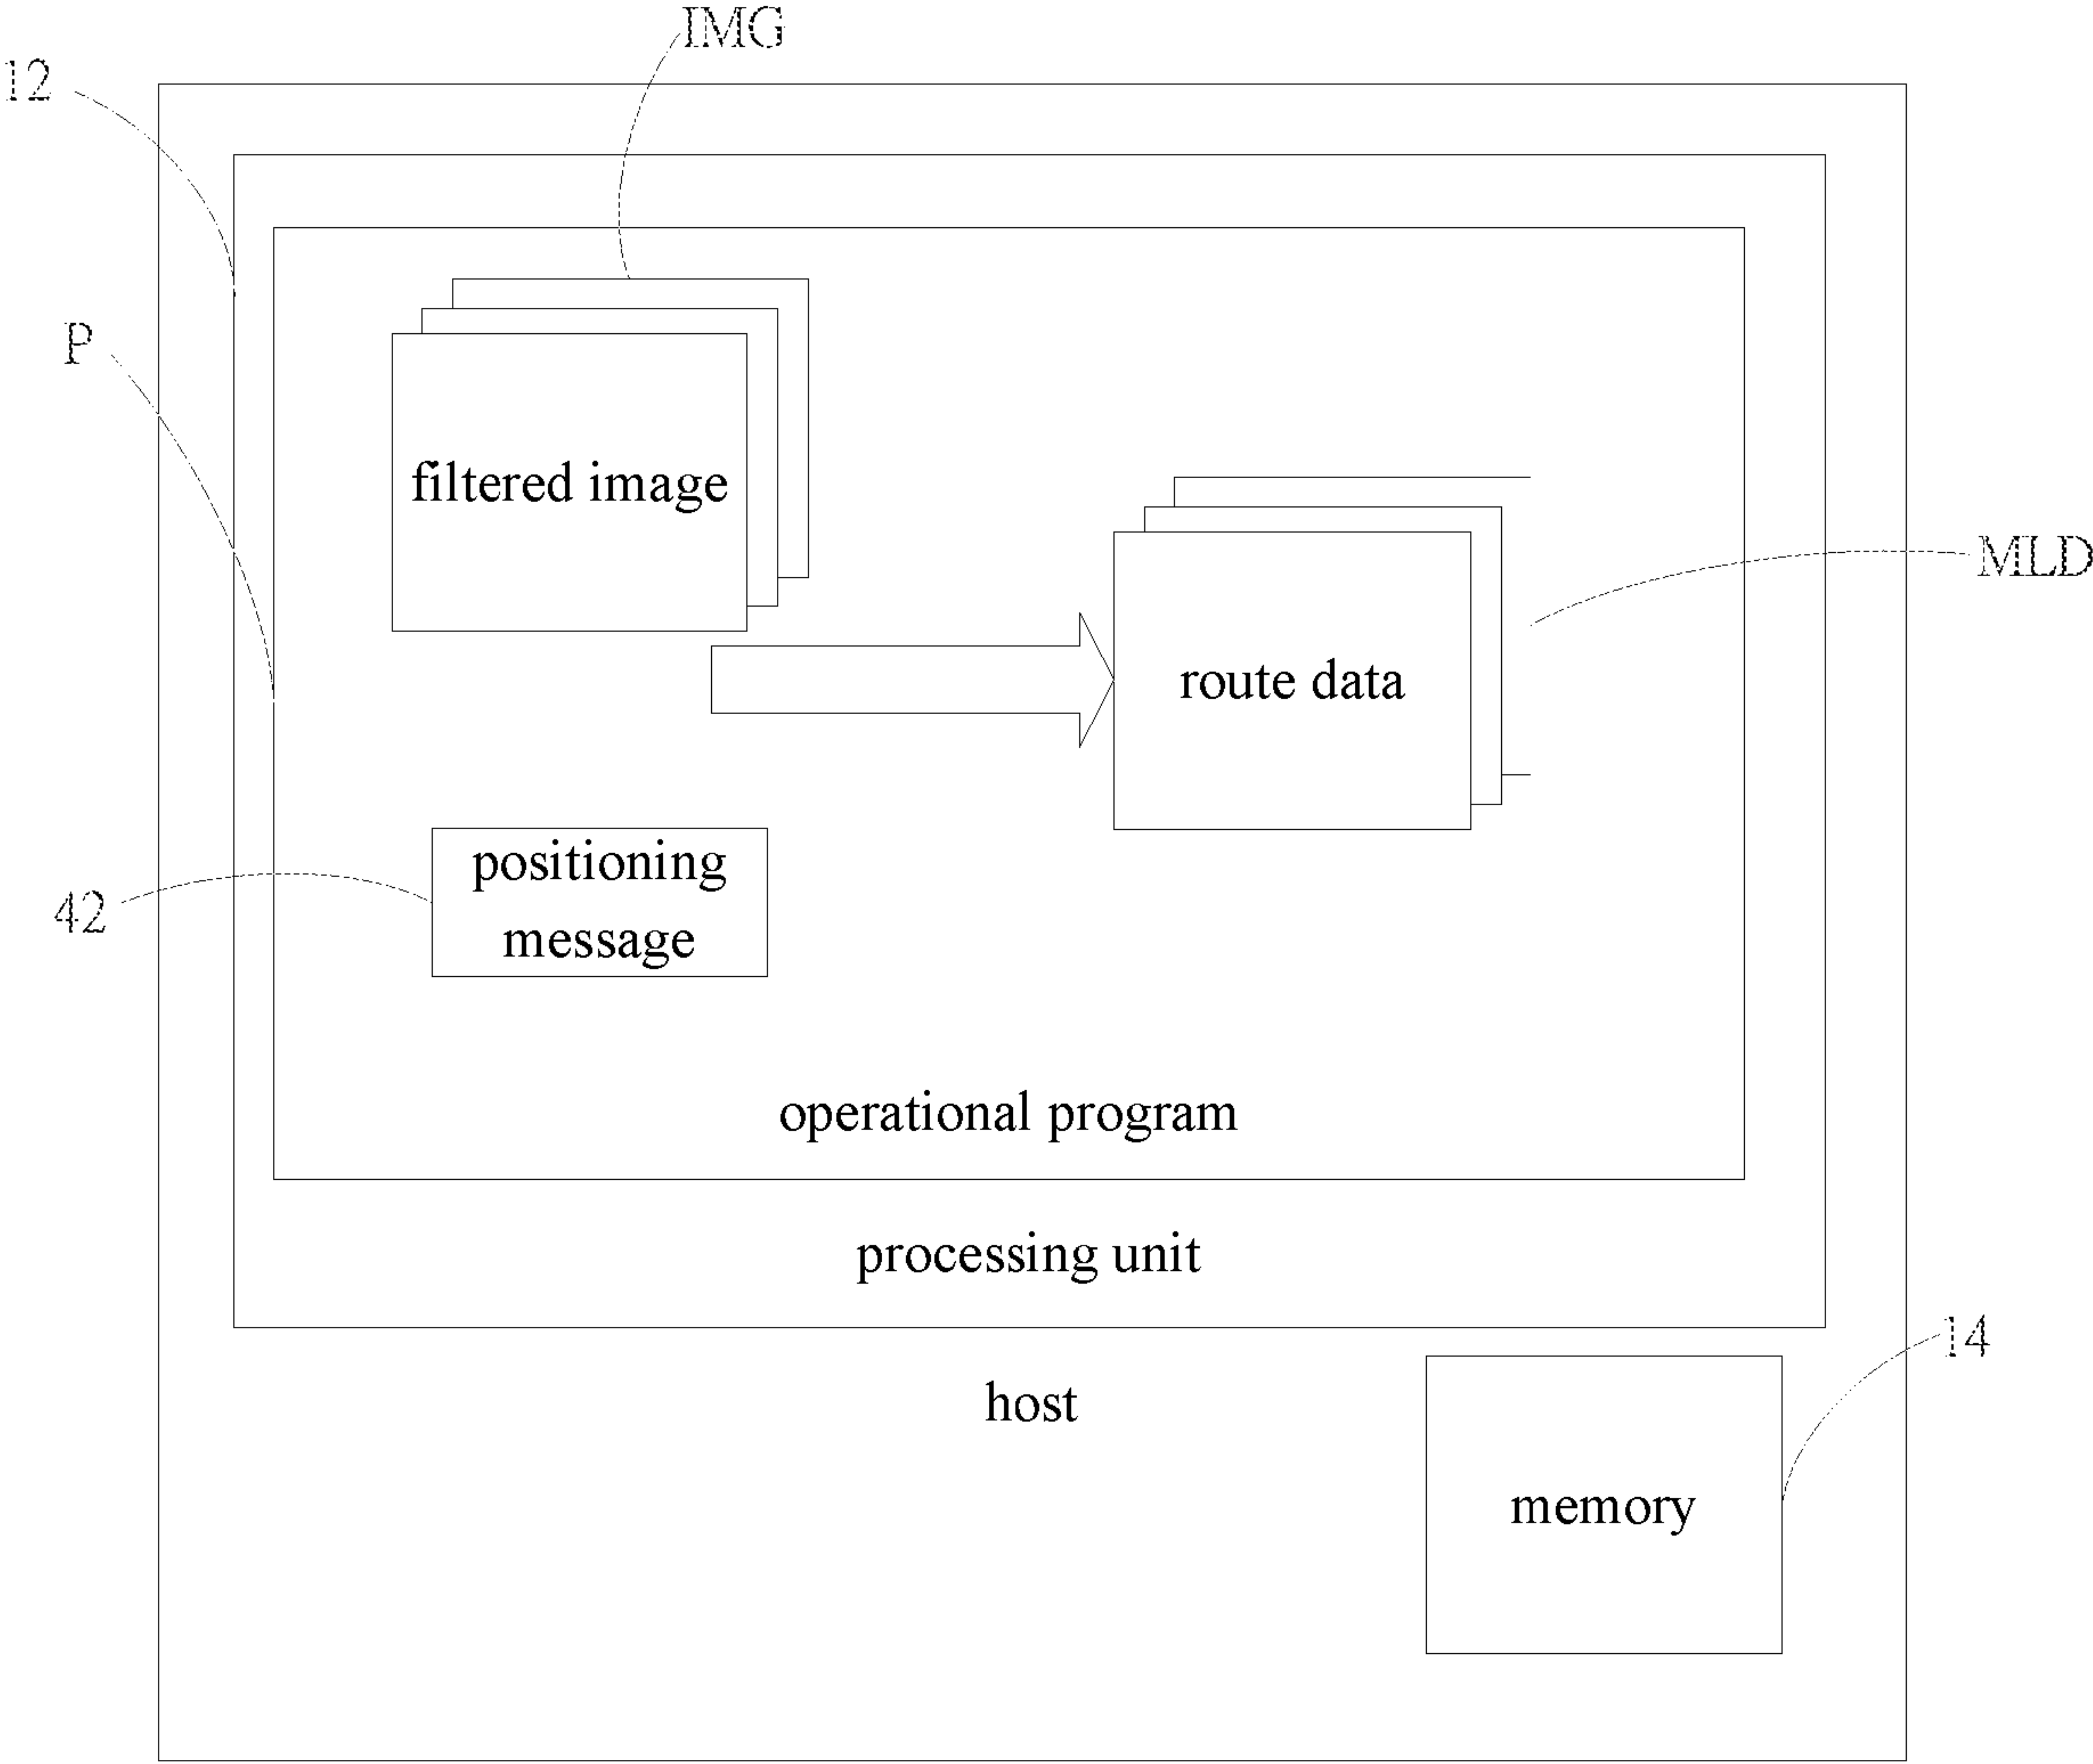 IMG
12
P
filtered image
MLD
route data
positioning
message
42
operational program
processing unit
14
host
memory